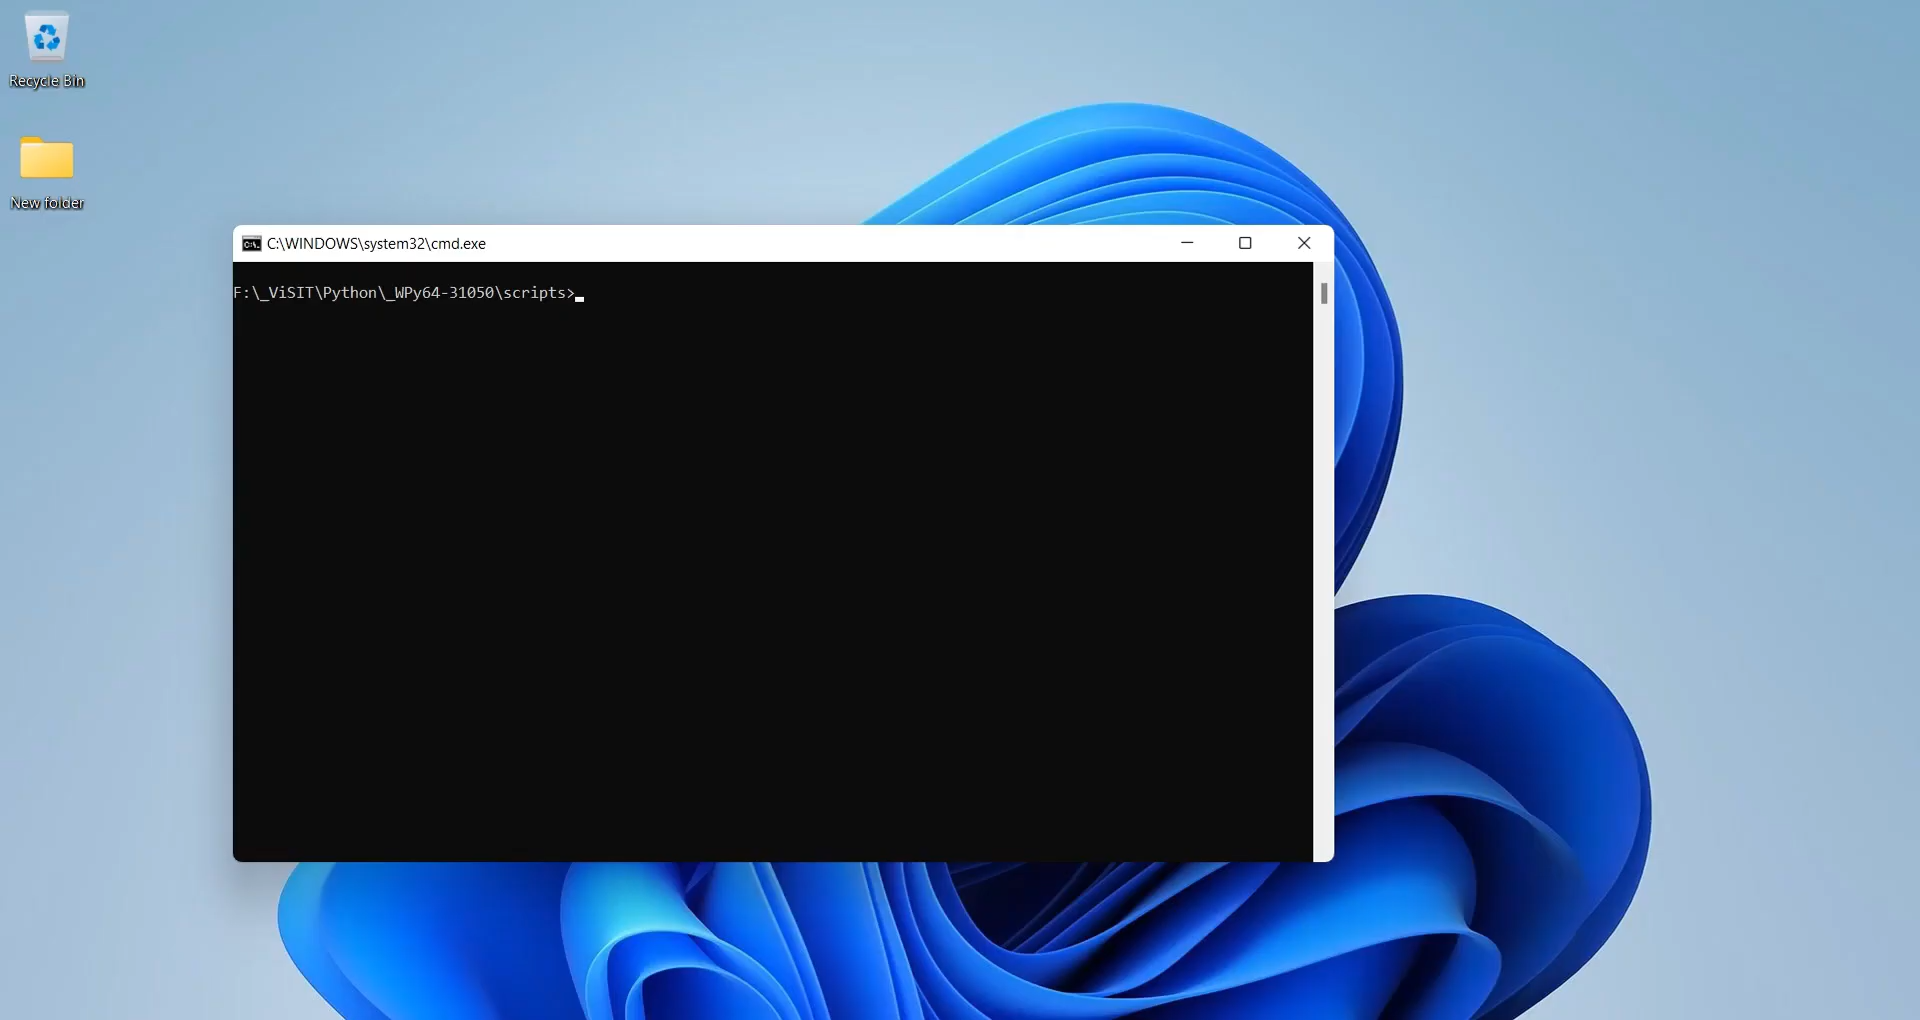 Recycle Bin
New folder
C:\WINDOWS\system32\cmd.exe
F:\_ViSIT\Python\_WPy64-31050\scripts>